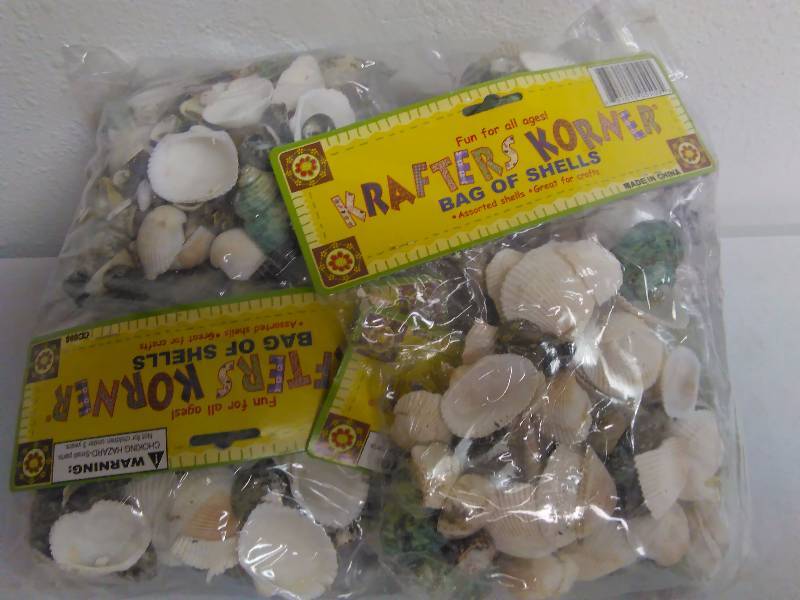 Fun for all ages!
KRAFTERS KORNER®
BAG OF SHELLS
• Assorted shells • Great for crafts
MADE IN CHINA
⚠ WARNING:
CHOKING HAZARD-Small parts
Not for children under 3 years
Fun for all ages!
FTERS KORNER®
BAG OF SHELLS
• Assorted shells • Great for crafts